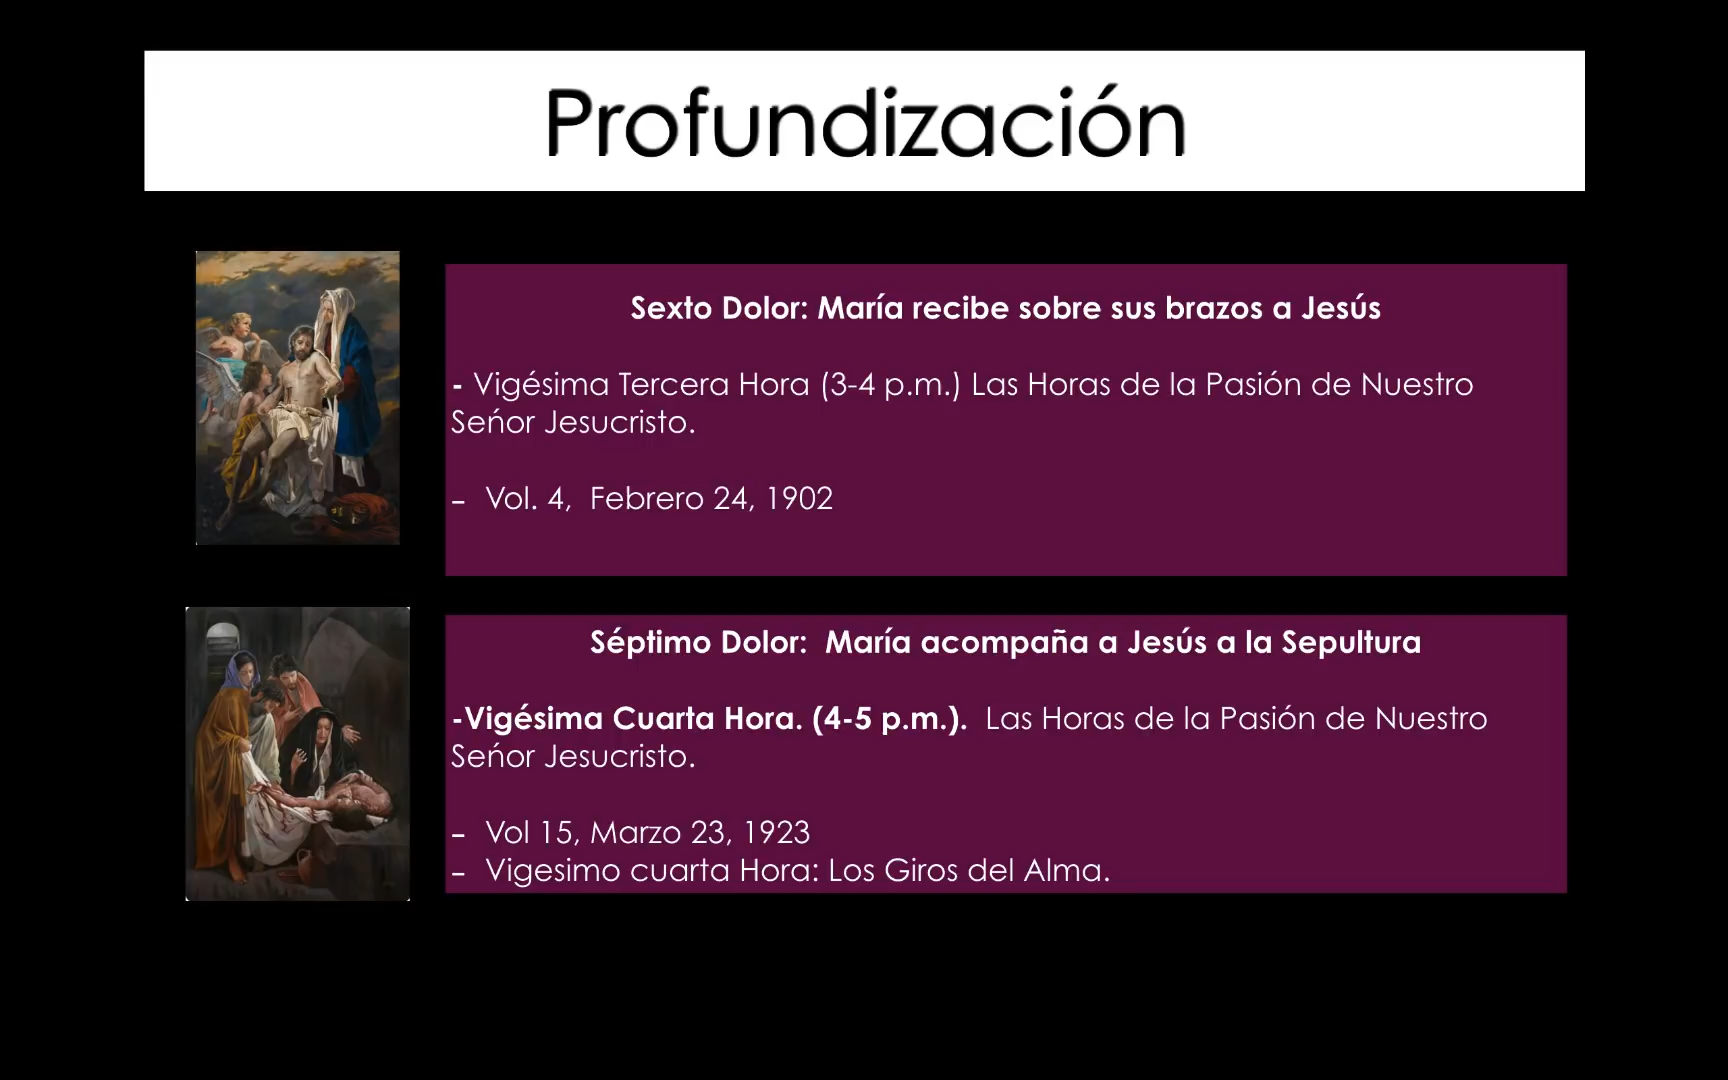 Profundización
Sexto Dolor: María recibe sobre sus brazos a Jesús
- Vigésima Tercera Hora (3-4 p.m.) Las Horas de la Pasión de Nuestro
Seńor Jesucristo.
- Vol. 4, Febrero 24, 1902
Séptimo Dolor: María acompaña a Jesús a la Sepultura
-Vigésima Cuarta Hora. (4-5 p.m.). Las Horas de la Pasión de Nuestro
Seńor Jesucristo.
- Vol 15, Marzo 23, 1923
- Vigesimo cuarta Hora: Los Giros del Alma.